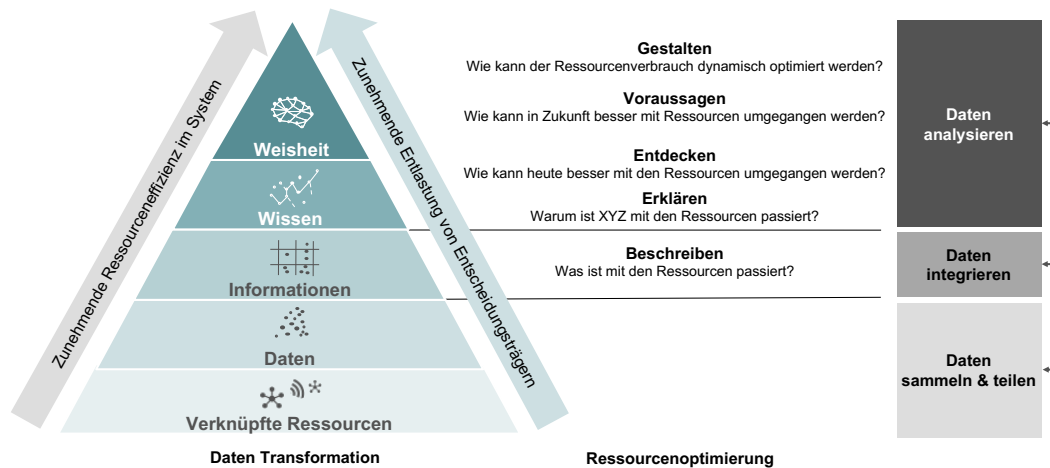 Zunehmende Ressourceneffizienz im System
Zunehmende Entlastung von Entscheidungsträgern
Weisheit
Wissen
Informationen
Daten
Verknüpfte Ressourcen
Daten Transformation
Gestalten
Wie kann der Ressourcenverbrauch dynamisch optimiert werden?
Voraussagen
Wie kann in Zukunft besser mit Ressourcen umgegangen werden?
Entdecken
Wie kann heute besser mit den Ressourcen umgegangen werden?
Erklären
Warum ist XYZ mit den Ressourcen passiert?
Beschreiben
Was ist mit den Ressourcen passiert?
Ressourcenoptimierung
Daten
analysieren
Daten
integrieren
Daten
sammeln & teilen